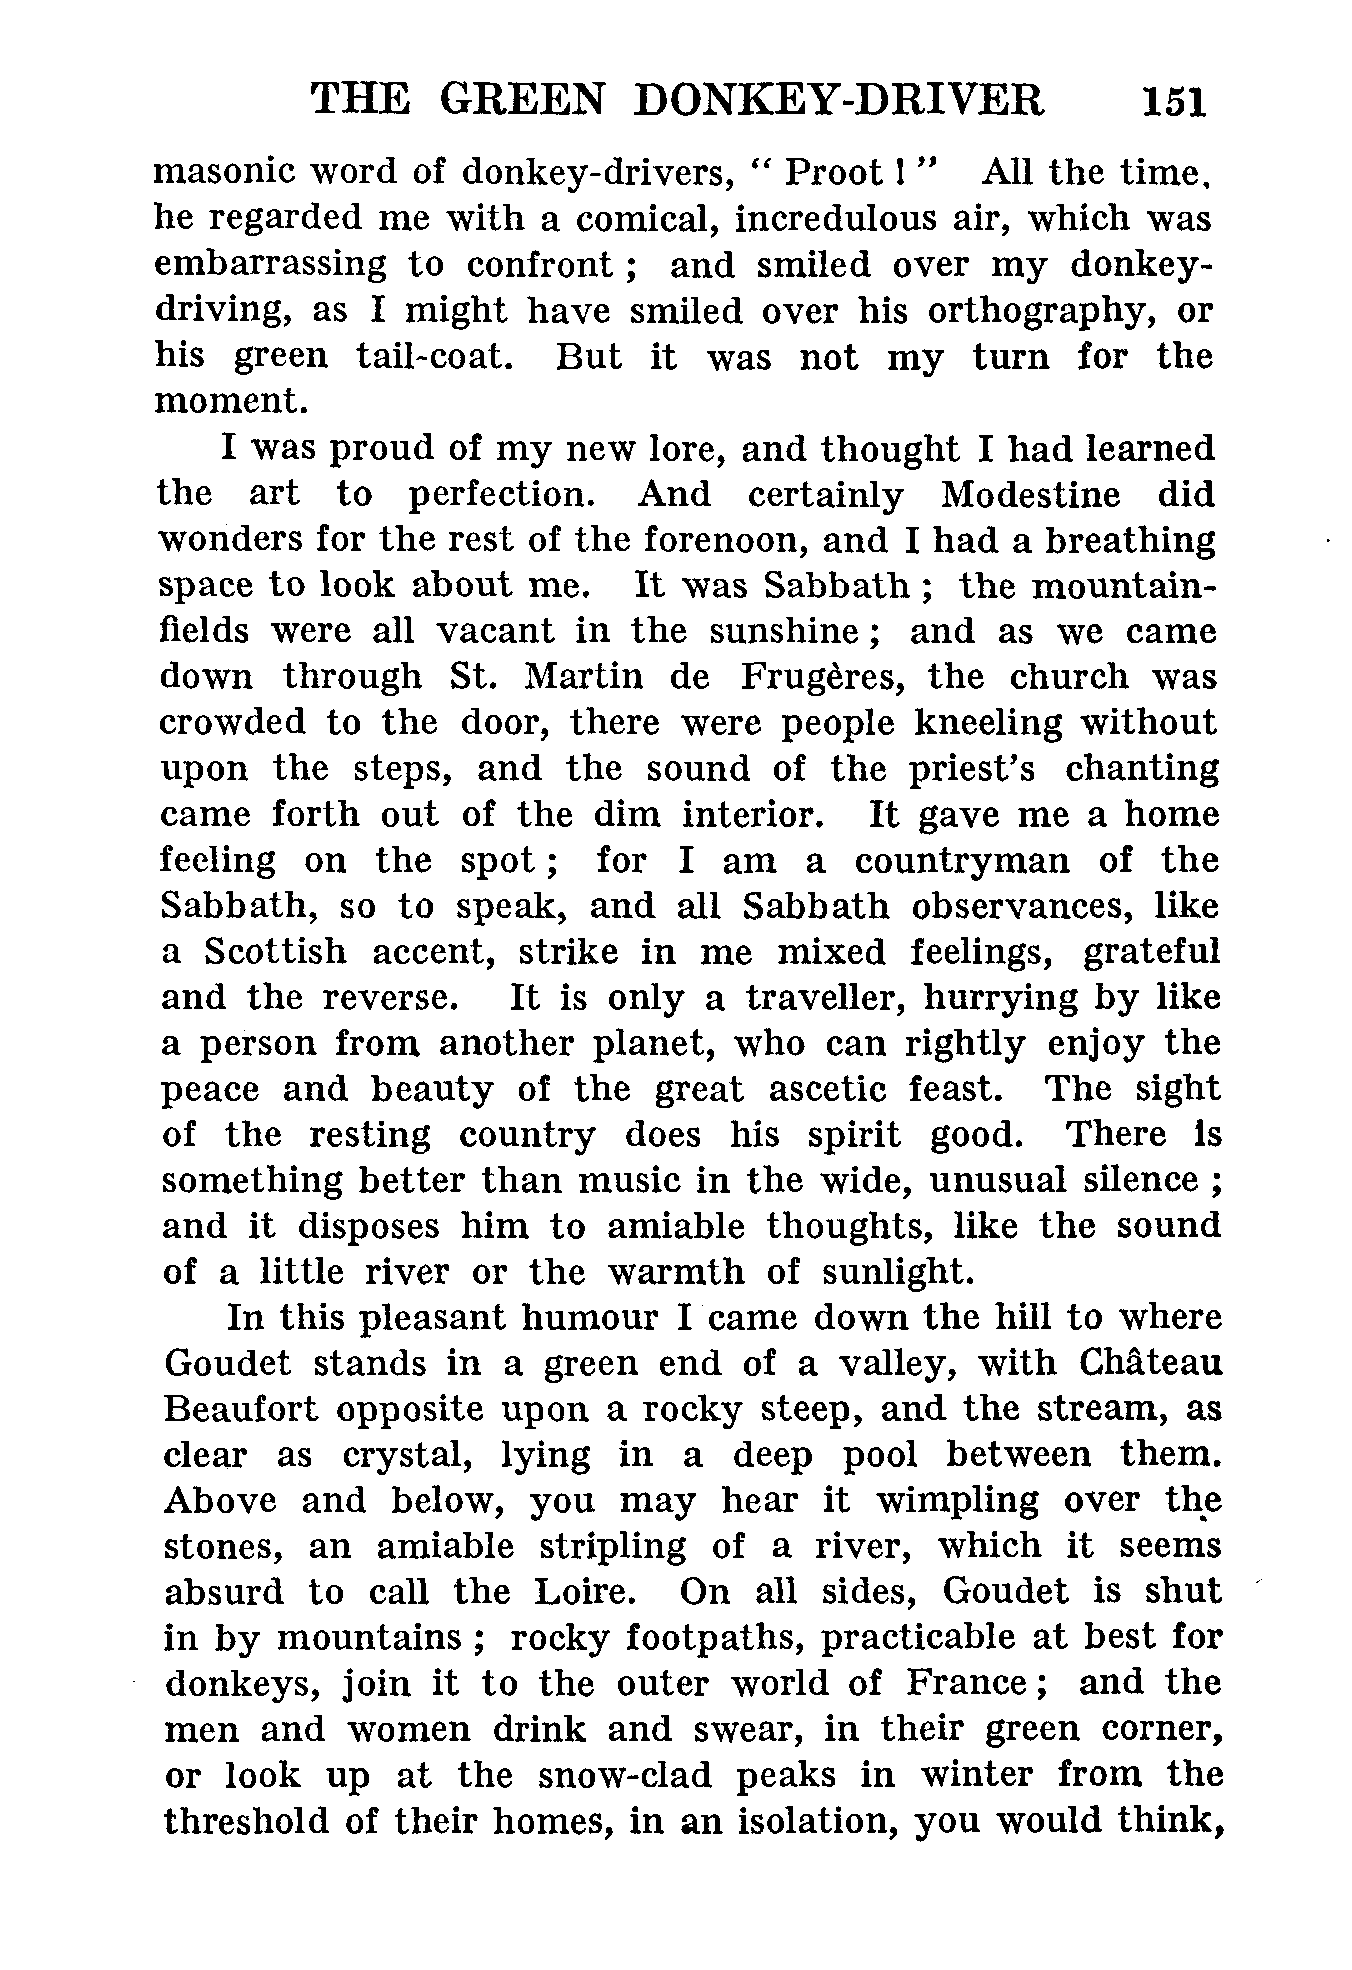 THE GREEN DONKEY-DRIVER 151
masonic word of donkey-drivers, “ Proot ! ” All the time,
he regarded me with a comical, incredulous air, which was
embarrassing to confront ; and smiled over my donkey-
driving, as I might have smiled over his orthography, or
his green tail-coat. But it was not my turn for the
moment.
I was proud of my new lore, and thought I had learned
the art to perfection. And certainly Modestine did
wonders for the rest of the forenoon, and I had a breathing
space to look about me. It was Sabbath ; the mountain-
fields were all vacant in the sunshine ; and as we came
down through St. Martin de Frugères, the church was
crowded to the door, there were people kneeling without
upon the steps, and the sound of the priest’s chanting
came forth out of the dim interior. It gave me a home
feeling on the spot ; for I am a countryman of the
Sabbath, so to speak, and all Sabbath observances, like
a Scottish accent, strike in me mixed feelings, grateful
and the reverse. It is only a traveller, hurrying by like
a person from another planet, who can rightly enjoy the
peace and beauty of the great ascetic feast. The sight
of the resting country does his spirit good. There is
something better than music in the wide, unusual silence ;
and it disposes him to amiable thoughts, like the sound
of a little river or the warmth of sunlight.
In this pleasant humour I came down the hill to where
Goudet stands in a green end of a valley, with Château
Beaufort opposite upon a rocky steep, and the stream, as
clear as crystal, lying in a deep pool between them.
Above and below, you may hear it wimpling over the
stones, an amiable stripling of a river, which it seems
absurd to call the Loire. On all sides, Goudet is shut
in by mountains ; rocky footpaths, practicable at best for
donkeys, join it to the outer world of France ; and the
men and women drink and swear, in their green corner,
or look up at the snow-clad peaks in winter from the
threshold of their homes, in an isolation, you would think,